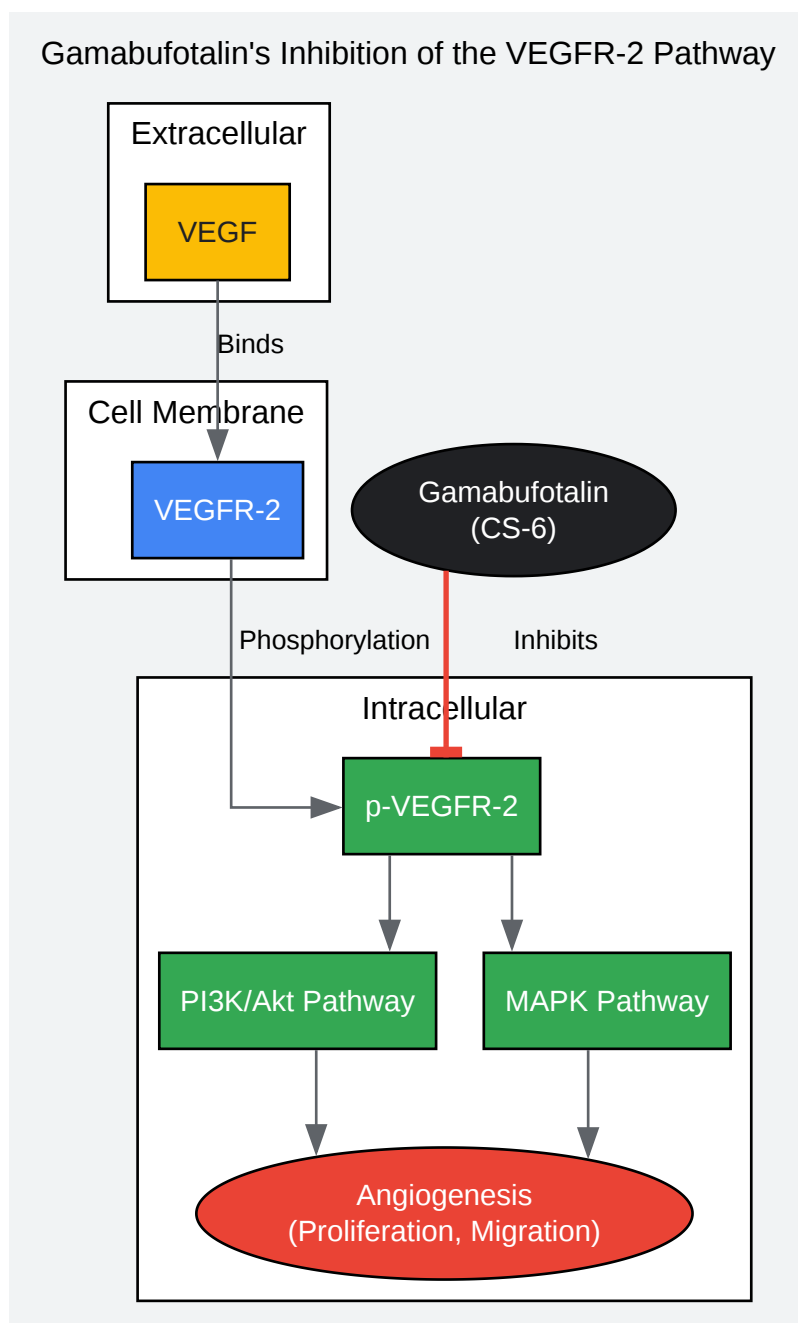 Gamabufotalin's Inhibition of the VEGFR-2 Pathway
Extracellular
VEGF
Binds
Cell Membrane
VEGFR-2
Gamabufotalin
(CS-6)
Phosphorylation
Inhibits
Intracellular
p-VEGFR-2
PI3K/Akt Pathway
MAPK Pathway
Angiogenesis
(Proliferation, Migration)